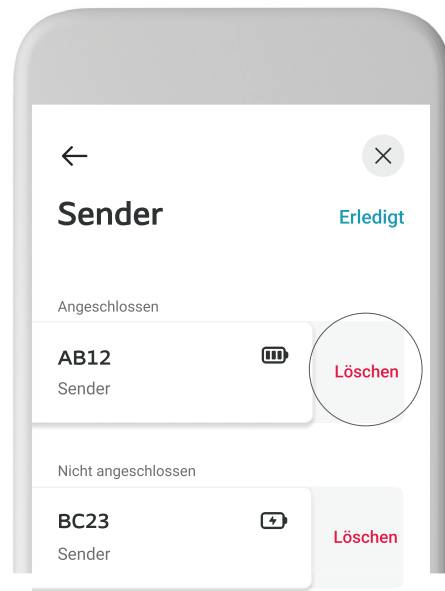 Sender
Erledigt
Angeschlossen
AB12
Sender
Löschen
Nicht angeschlossen
BC23
Sender
Löschen